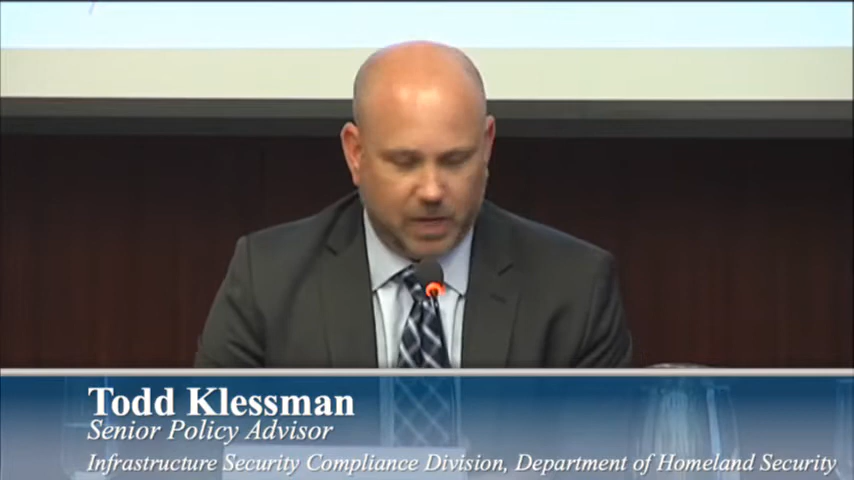 Todd Klessman
Senior Policy Advisor
Infrastructure Security Compliance Division, Department of Homeland Security